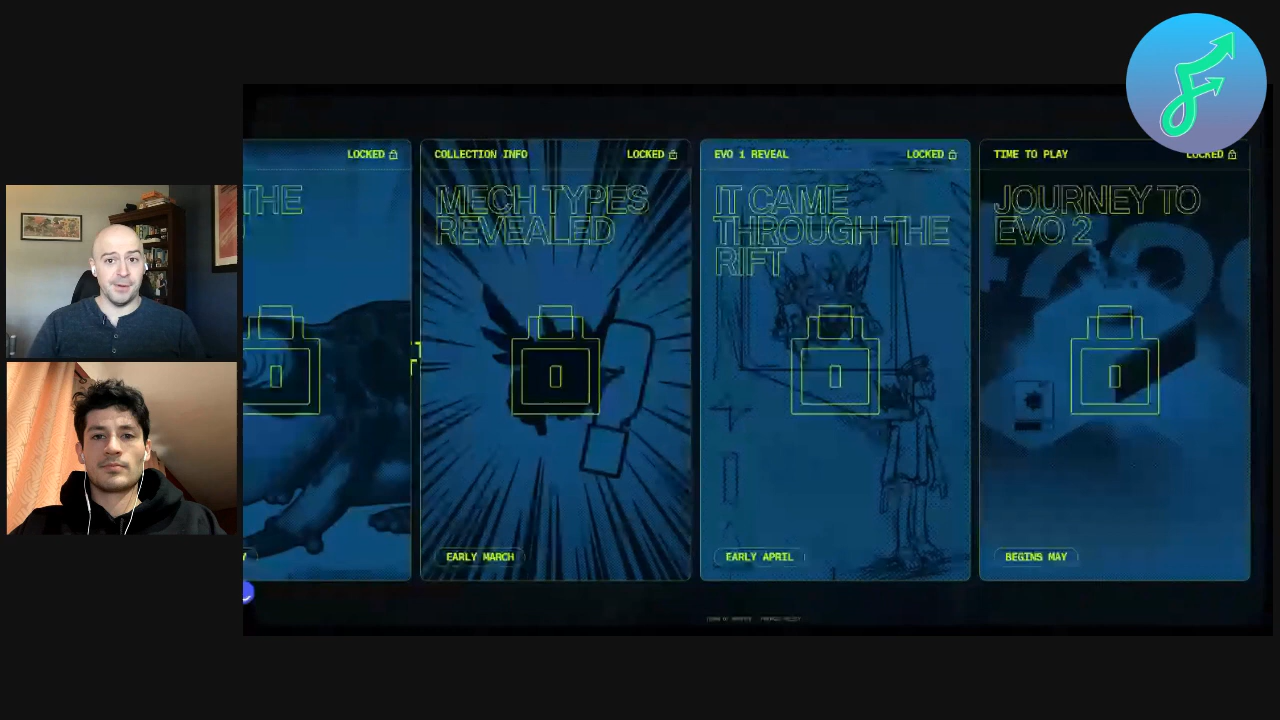 LOCKED
THE
COLLECTION INFO
LOCKED
MECH TYPES
REVEALED
EARLY MARCH
EVO 1 REVEAL
LOCKED
IT CAME
THROUGH THE
RIFT
EARLY APRIL
TIME TO PLAY
LOCKED
JOURNEY TO
EVO 2
BEGINS MAY